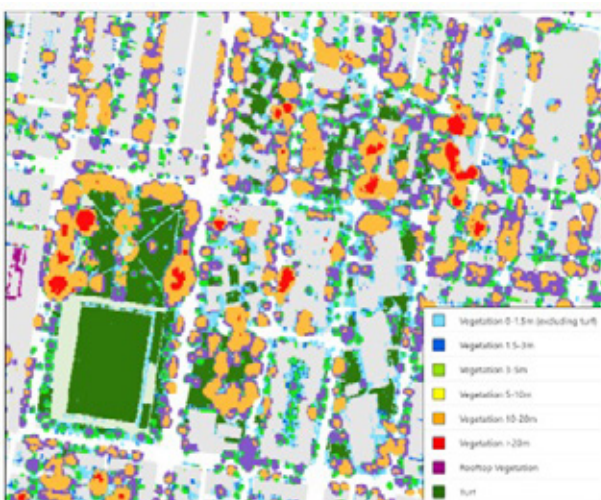 Vegetation 0-1.5m (excluding turf)
Vegetation 1.5-3m
Vegetation 3-5m
Vegetation 5-10m
Vegetation 10-20m
Vegetation >20m
Rooftop Vegetation
Turf